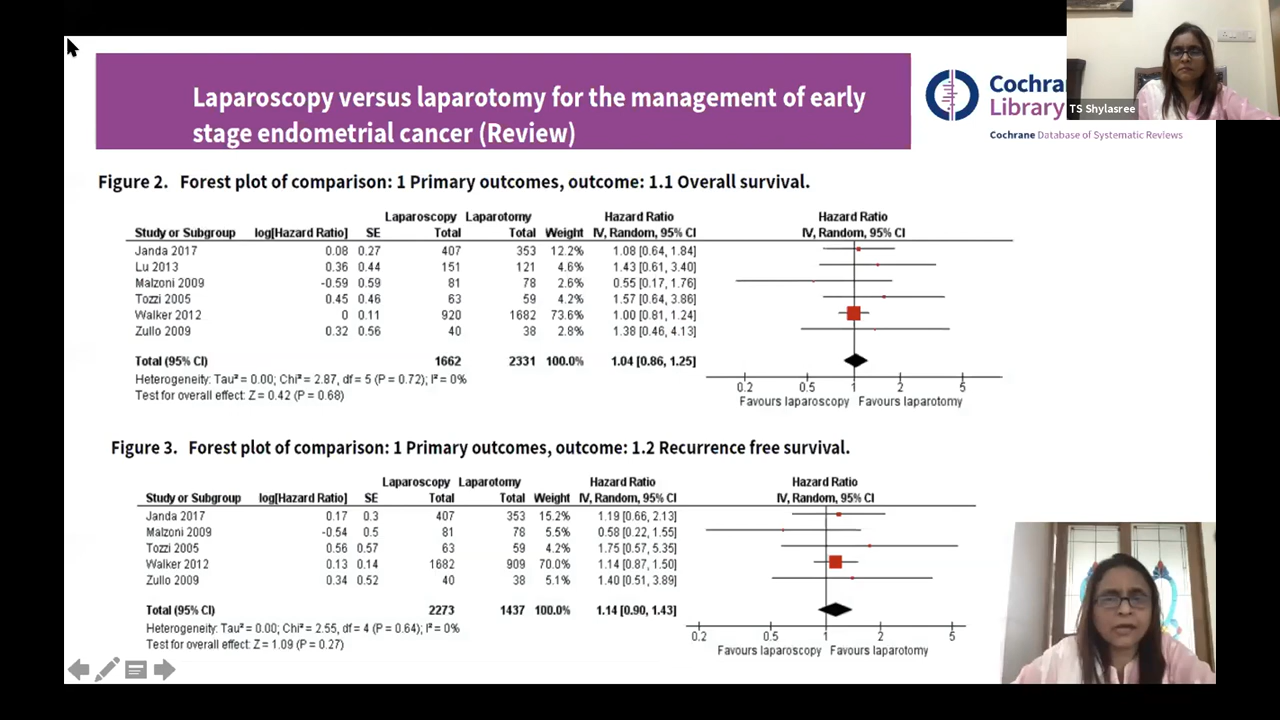 Laparoscopy versus laparotomy for the management of early
stage endometrial cancer (Review)
Cochrane
Library
Cochrane Database of Systematic Reviews
TS Shylasree
Figure 2. Forest plot of comparison: 1 Primary outcomes, outcome: 1.1 Overall survival.
Laparoscopy Laparotomy Hazard Ratio Hazard Ratio
Study or Subgroup log[Hazard Ratio] SE Total Total Weight IV, Random, 95% CI IV, Random, 95% CI
Janda 2017 0.08 0.27 407 353 12.2% 1.08 [0.64, 1.84]
Lu 2013 0.36 0.44 151 121 4.6% 1.43 [0.61, 3.40]
Malzoni 2009 -0.59 0.59 81 78 2.6% 0.55 [0.17, 1.76]
Tozzi 2005 0.45 0.46 63 59 4.2% 1.57 [0.64, 3.86]
Walker 2012 0 0.11 920 1682 73.6% 1.00 [0.81, 1.24]
Zullo 2009 0.32 0.56 40 38 2.8% 1.38 [0.46, 4.13]
Total (95% CI) 1662 2331 100.0% 1.04 [0.86, 1.25]
Heterogeneity: Tau² = 0.00; Chi² = 2.87, df = 5 (P = 0.72); I² = 0%
Test for overall effect: Z = 0.42 (P = 0.68)
0.2 0.5 1 2 5
Favours laparoscopy Favours laparotomy
Figure 3. Forest plot of comparison: 1 Primary outcomes, outcome: 1.2 Recurrence free survival.
Laparoscopy Laparotomy Hazard Ratio Hazard Ratio
Study or Subgroup log[Hazard Ratio] SE Total Total Weight IV, Random, 95% CI IV, Random, 95% CI
Janda 2017 0.17 0.3 407 353 15.2% 1.19 [0.66, 2.13]
Malzoni 2009 -0.54 0.5 81 78 5.5% 0.58 [0.22, 1.55]
Tozzi 2005 0.56 0.57 63 59 4.2% 1.75 [0.57, 5.35]
Walker 2012 0.13 0.14 1682 909 70.0% 1.14 [0.87, 1.50]
Zullo 2009 0.34 0.52 40 38 5.1% 1.40 [0.51, 3.89]
Total (95% CI) 2273 1437 100.0% 1.14 [0.90, 1.43]
Heterogeneity: Tau² = 0.00; Chi² = 2.55, df = 4 (P = 0.64); I² = 0%
Test for overall effect: Z = 1.09 (P = 0.27)
0.2 0.5 1 2 5
Favours laparoscopy Favours laparotomy